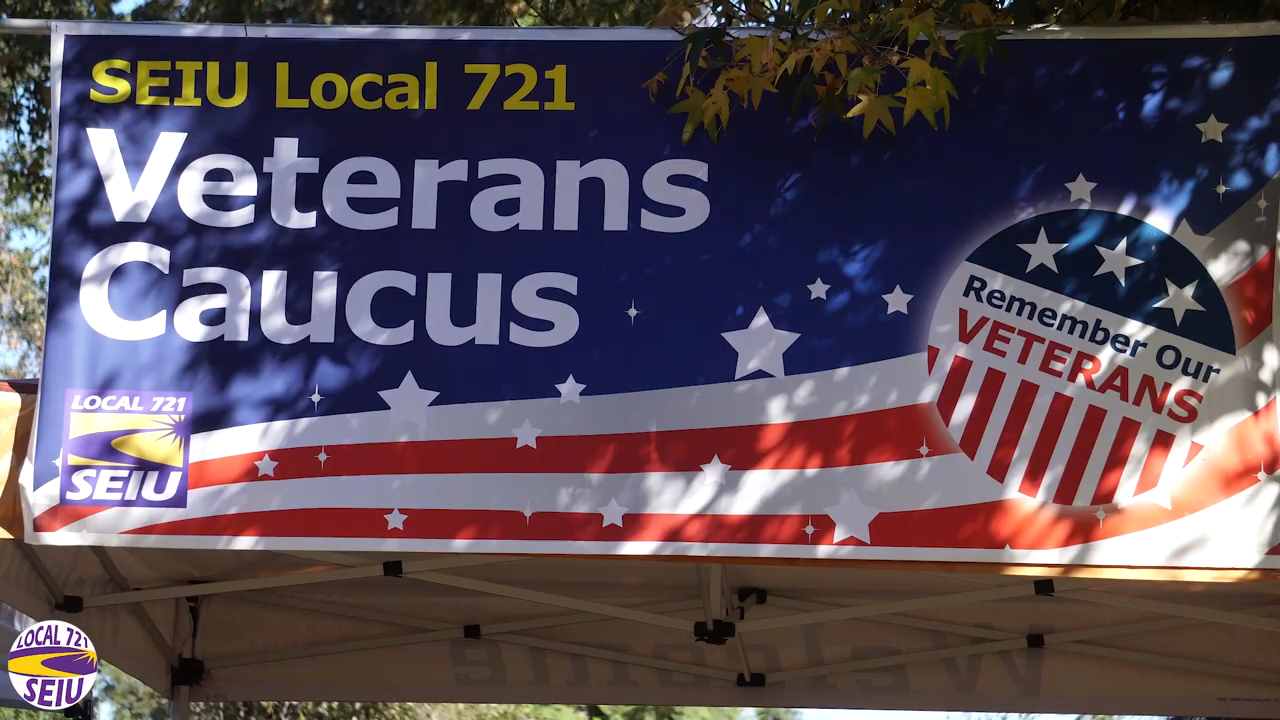 SEIU Local 721
Veterans
Caucus
Remember Our
VETERANS
LOCAL 721
SEIU
LOCAL 721
SEIU